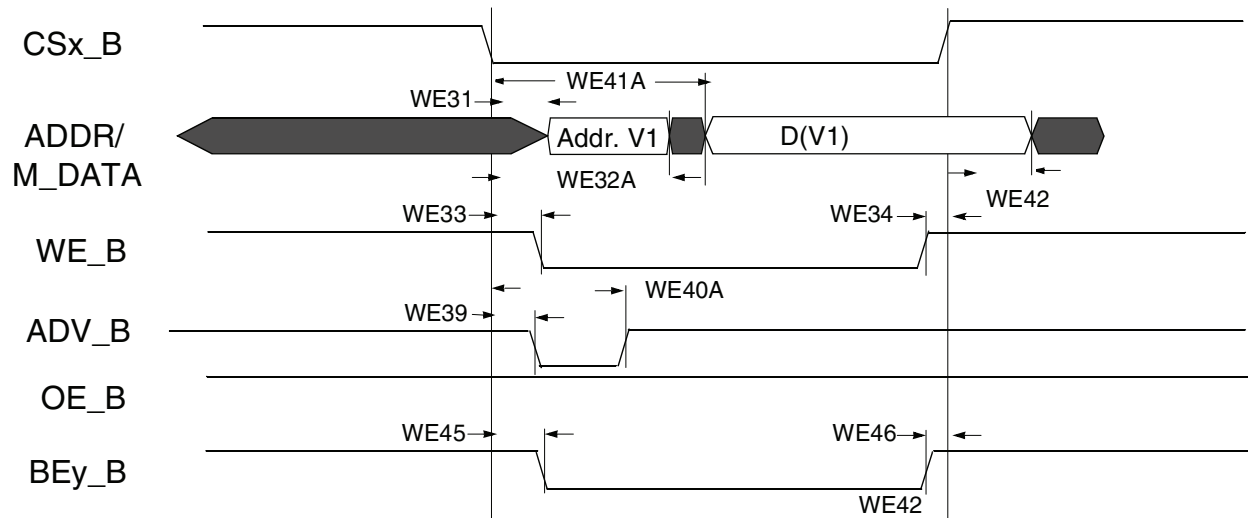 CSx_B
WE41A
WE31
ADDR/
M_DATA
Addr. V1
D(V1)
WE32A
WE42
WE33
WE34
WE_B
WE40A
WE39
ADV_B
OE_B
WE45
WE46
BEy_B
WE42